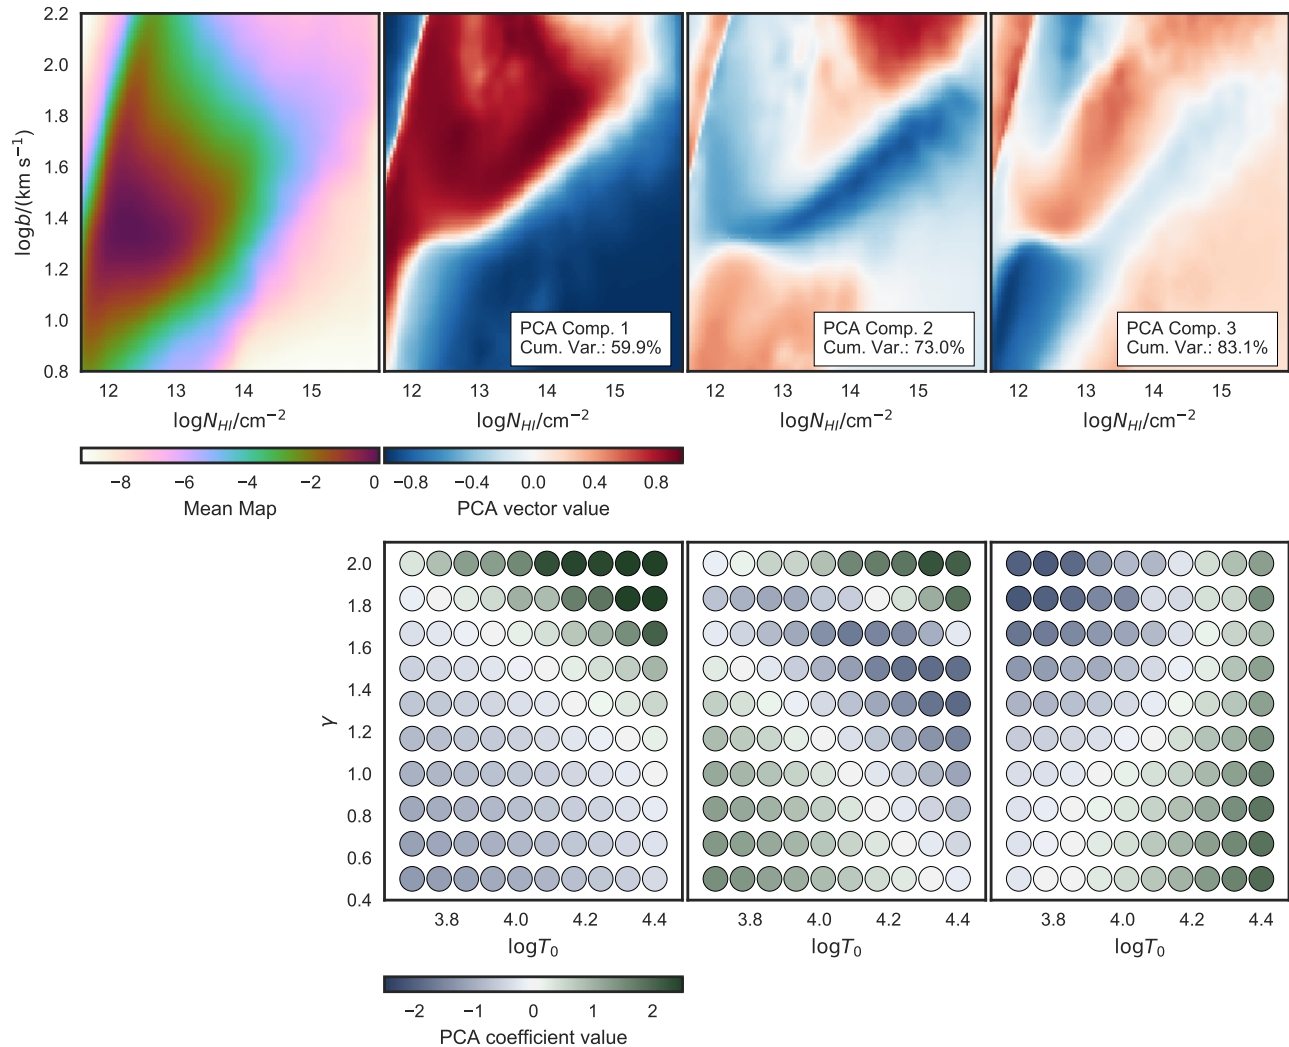 2.2
2.0
1.8
1.6
1.4
1.2
1.0
0.8
logb/(km s⁻¹)
PCA Comp. 1
Cum. Var.: 59.9%
PCA Comp. 2
Cum. Var.: 73.0%
PCA Comp. 3
Cum. Var.: 83.1%
12 13 14 15
12 13 14 15
12 13 14 15
12 13 14 15
logN_HI/cm⁻²
logN_HI/cm⁻²
logN_HI/cm⁻²
logN_HI/cm⁻²
−8 −6 −4 −2 0
Mean Map
−0.8 −0.4 0.0 0.4 0.8
PCA vector value
2.0
1.8
1.6
1.4
1.2
1.0
0.8
0.6
0.4
γ
3.8 4.0 4.2 4.4
3.8 4.0 4.2 4.4
3.8 4.0 4.2 4.4
logT₀
logT₀
logT₀
−2 −1 0 1 2
PCA coefficient value